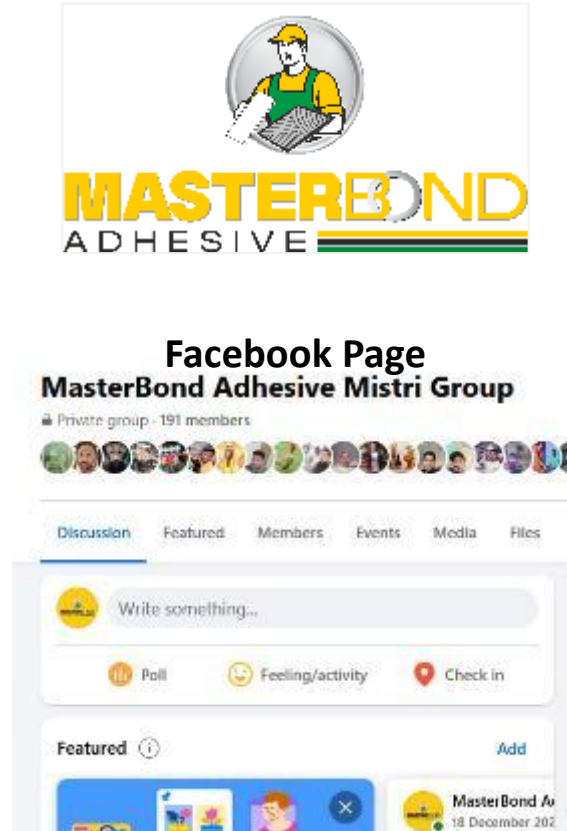 MASTERBOND
ADHESIVE
Facebook Page
MasterBond Adhesive Mistri Group
Private group · 191 members
Discussion Featured Members Events Media Files
Write something...
Poll Feeling/activity Check in
Featured Add
MasterBond
18 December 202